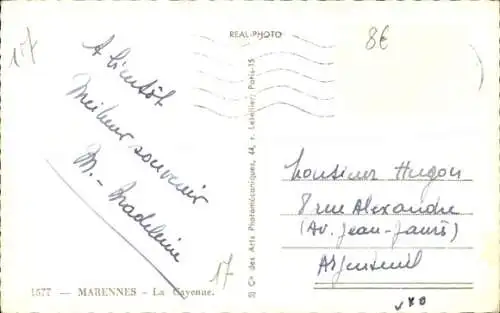 REAL-PHOTO
8€
17
A bientôt
Meilleur souvenir
M. - Madeleine
17
1577 — MARENNES - La Cayenne.
S) Cie des Arts Photomécaniques, 44, r. Letellier; Paris-15
Monsieur Hugon
8 rue Alexandre
(Av. Jean-Jaurès)
Argenteuil